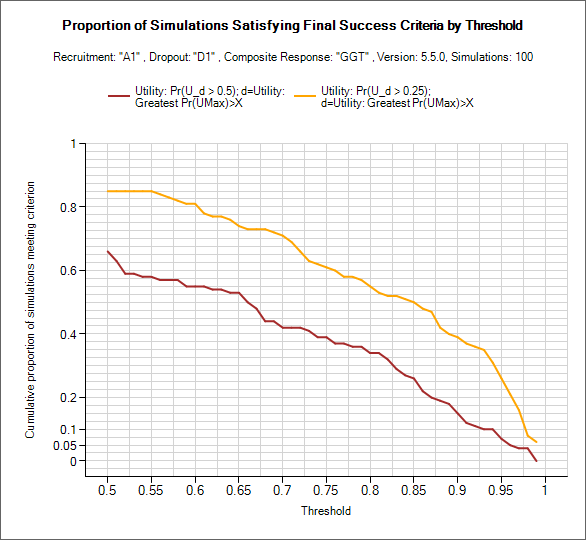 Proportion of Simulations Satisfying Final Success Criteria by Threshold
Recruitment: "A1" , Dropout: "D1" , Composite Response: "GGT" , Version: 5.5.0, Simulations: 100
Utility: Pr(U_d > 0.5); d=Utility:
Greatest Pr(UMax)>X
Utility: Pr(U_d > 0.25);
d=Utility: Greatest Pr(UMax)>X
Cumulative proportion of simulations meeting criterion
1
0.8
0.6
0.4
0.2
0.1
0.05
0
0.5 0.55 0.6 0.65 0.7 0.75 0.8 0.85 0.9 0.95 1
Threshold